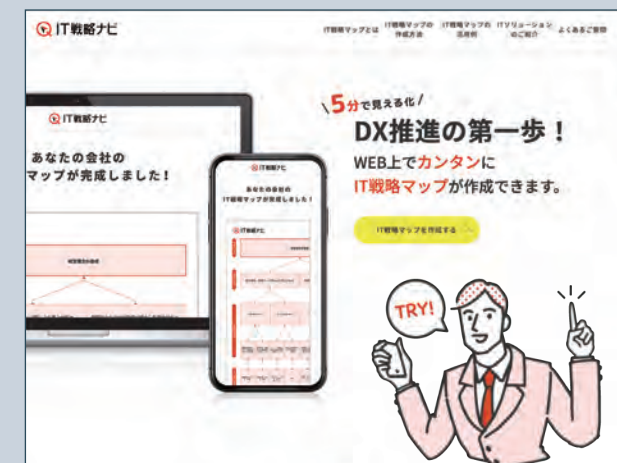 IT戦略ナビ
IT戦略マップとは
IT戦略マップの
作成方法
IT戦略マップの
活用例
ITソリューション
のご紹介
よくあるご質問
\5分で見える化/
DX推進の第一歩！
WEB上でカンタンに
IT戦略マップが作成できます。
IT戦略マップを作成する
TRY!
IT戦略ナビ
あなたの会社の
マップが完成しました！
IT戦略ナビ
あなたの会社の
IT戦略マップが完成しました！
IT戦略ナビ